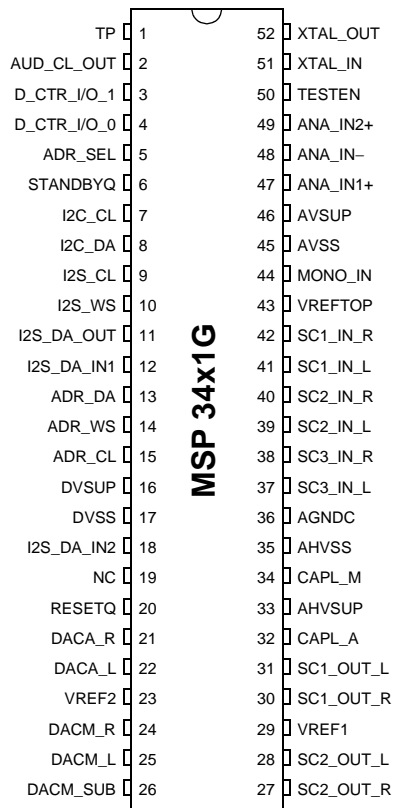 TP 1 52 XTAL_OUT
AUD_CL_OUT 2 51 XTAL_IN
D_CTR_I/O_1 3 50 TESTEN
D_CTR_I/O_0 4 49 ANA_IN2+
ADR_SEL 5 48 ANA_IN−
STANDBYQ 6 47 ANA_IN1+
I2C_CL 7 46 AVSUP
I2C_DA 8 45 AVSS
I2S_CL 9 44 MONO_IN
I2S_WS 10 43 VREFTOP
I2S_DA_OUT 11 42 SC1_IN_R
I2S_DA_IN1 12 41 SC1_IN_L
ADR_DA 13 40 SC2_IN_R
ADR_WS 14 39 SC2_IN_L
ADR_CL 15 38 SC3_IN_R
DVSUP 16 37 SC3_IN_L
DVSS 17 36 AGNDC
I2S_DA_IN2 18 35 AHVSS
NC 19 34 CAPL_M
RESETQ 20 33 AHVSUP
DACA_R 21 32 CAPL_A
DACA_L 22 31 SC1_OUT_L
VREF2 23 30 SC1_OUT_R
DACM_R 24 29 VREF1
DACM_L 25 28 SC2_OUT_L
DACM_SUB 26 27 SC2_OUT_R
MSP 34x1G